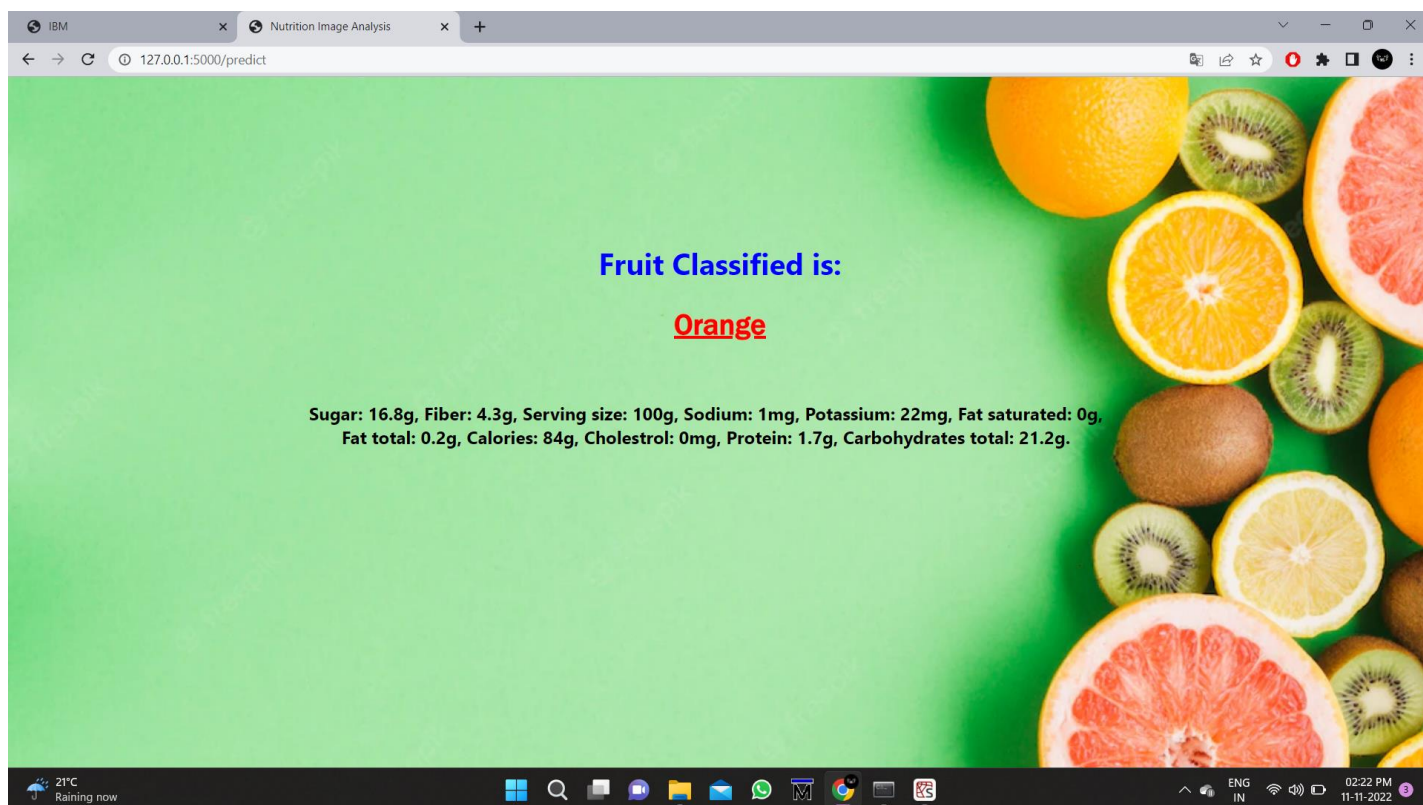 IBM
Nutrition Image Analysis
127.0.0.1:5000/predict
Fruit Classified is:
Orange
Sugar: 16.8g, Fiber: 4.3g, Serving size: 100g, Sodium: 1mg, Potassium: 22mg, Fat saturated: 0g,
Fat total: 0.2g, Calories: 84g, Cholestrol: 0mg, Protein: 1.7g, Carbohydrates total: 21.2g.
21°C
Raining now
ENG
IN
02:22 PM
11-11-2022
3